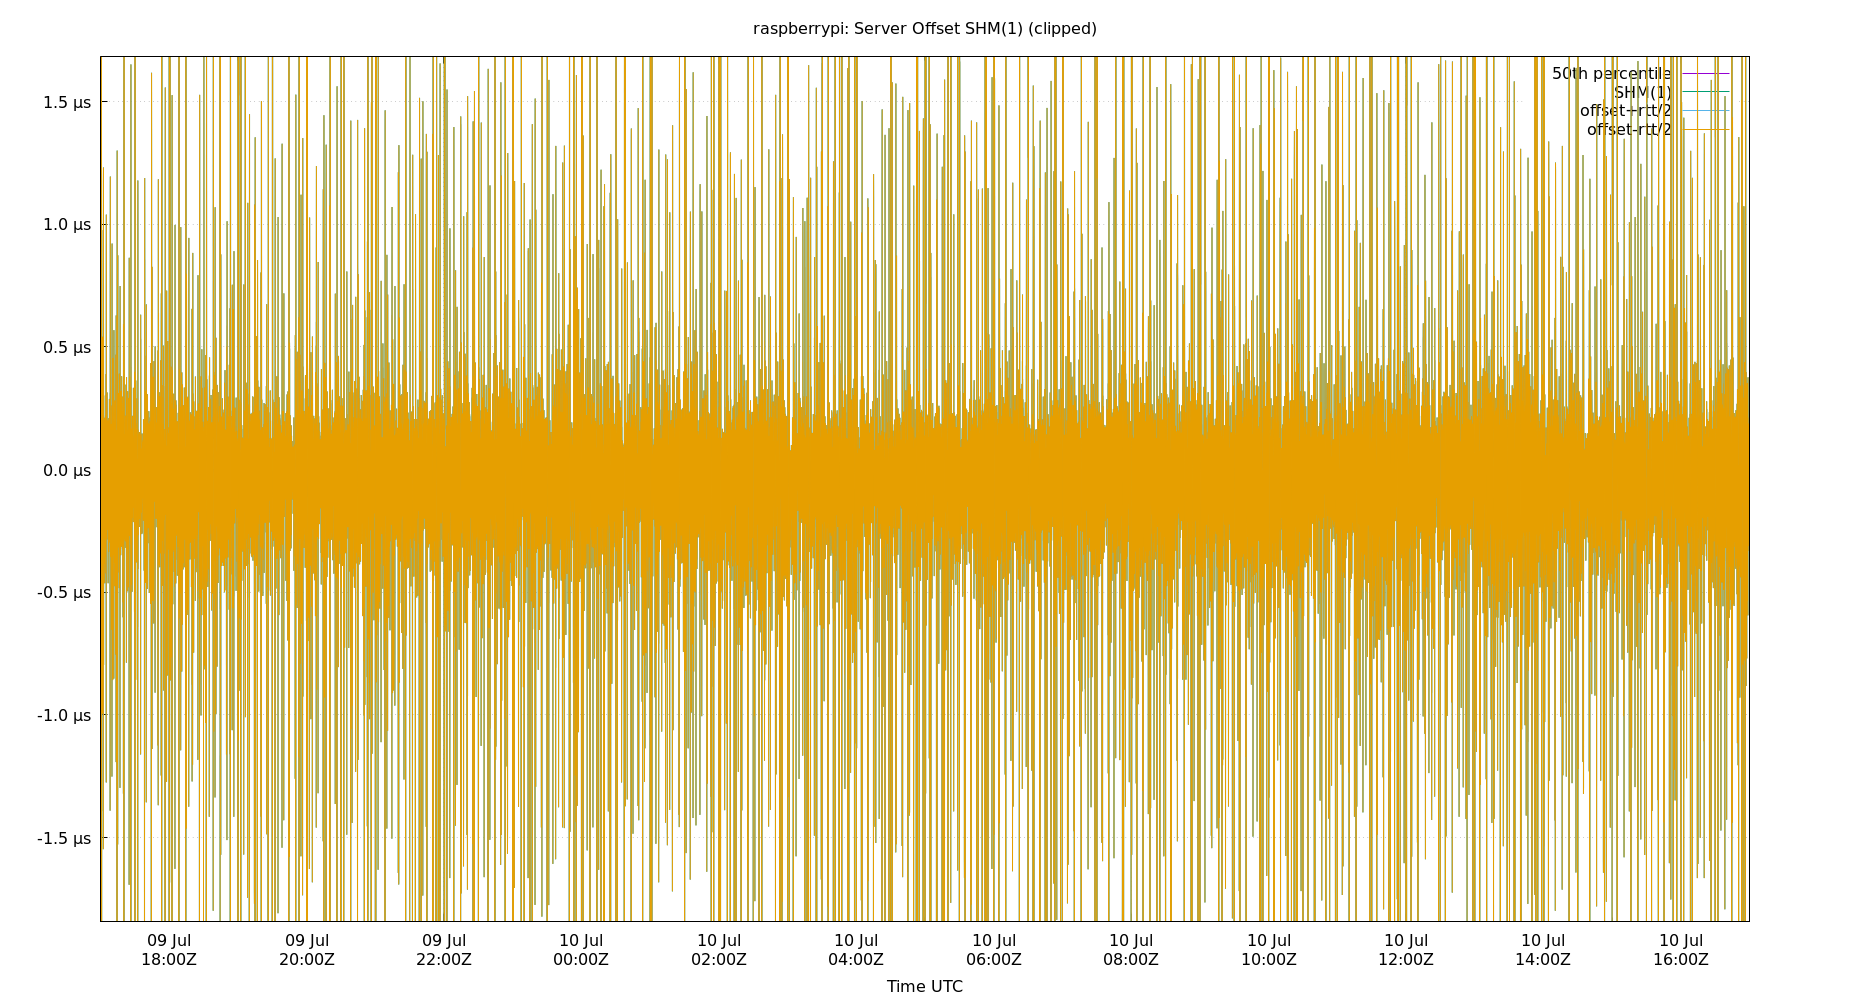 raspberrypi: Server Offset SHM(1) (clipped)
50th percentile
SHM(1)
offset+rtt/2
offset-rtt/2
1.5 µs
1.0 µs
0.5 µs
0.0 µs
-0.5 µs
-1.0 µs
-1.5 µs
09 Jul 09 Jul 09 Jul 10 Jul 10 Jul 10 Jul 10 Jul 10 Jul 10 Jul 10 Jul 10 Jul 10 Jul
18:00Z 20:00Z 22:00Z 00:00Z 02:00Z 04:00Z 06:00Z 08:00Z 10:00Z 12:00Z 14:00Z 16:00Z
Time UTC